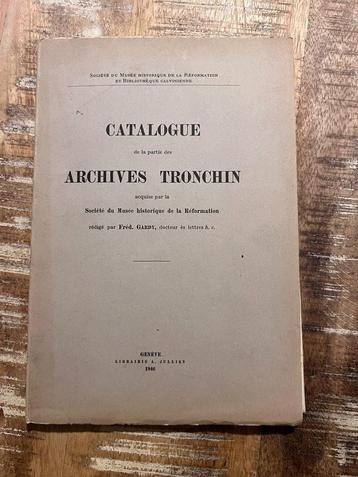 Société du Musée historique de la Réformation
et Bibliothèque calvinienne
CATALOGUE
de la partie des
ARCHIVES TRONCHIN
acquise par la
Société du Musée historique de la Réformation
rédigé par Fréd. Gardy, docteur ès lettres h. c.
GENÈVE
LIBRAIRIE A. JULLIEN
1946